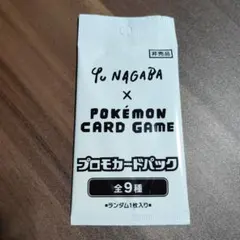 非売品
Yu NAGABA
×
POKÉMON
CARD GAME
プロモカードパック
全9種
●ランダム1枚入り●